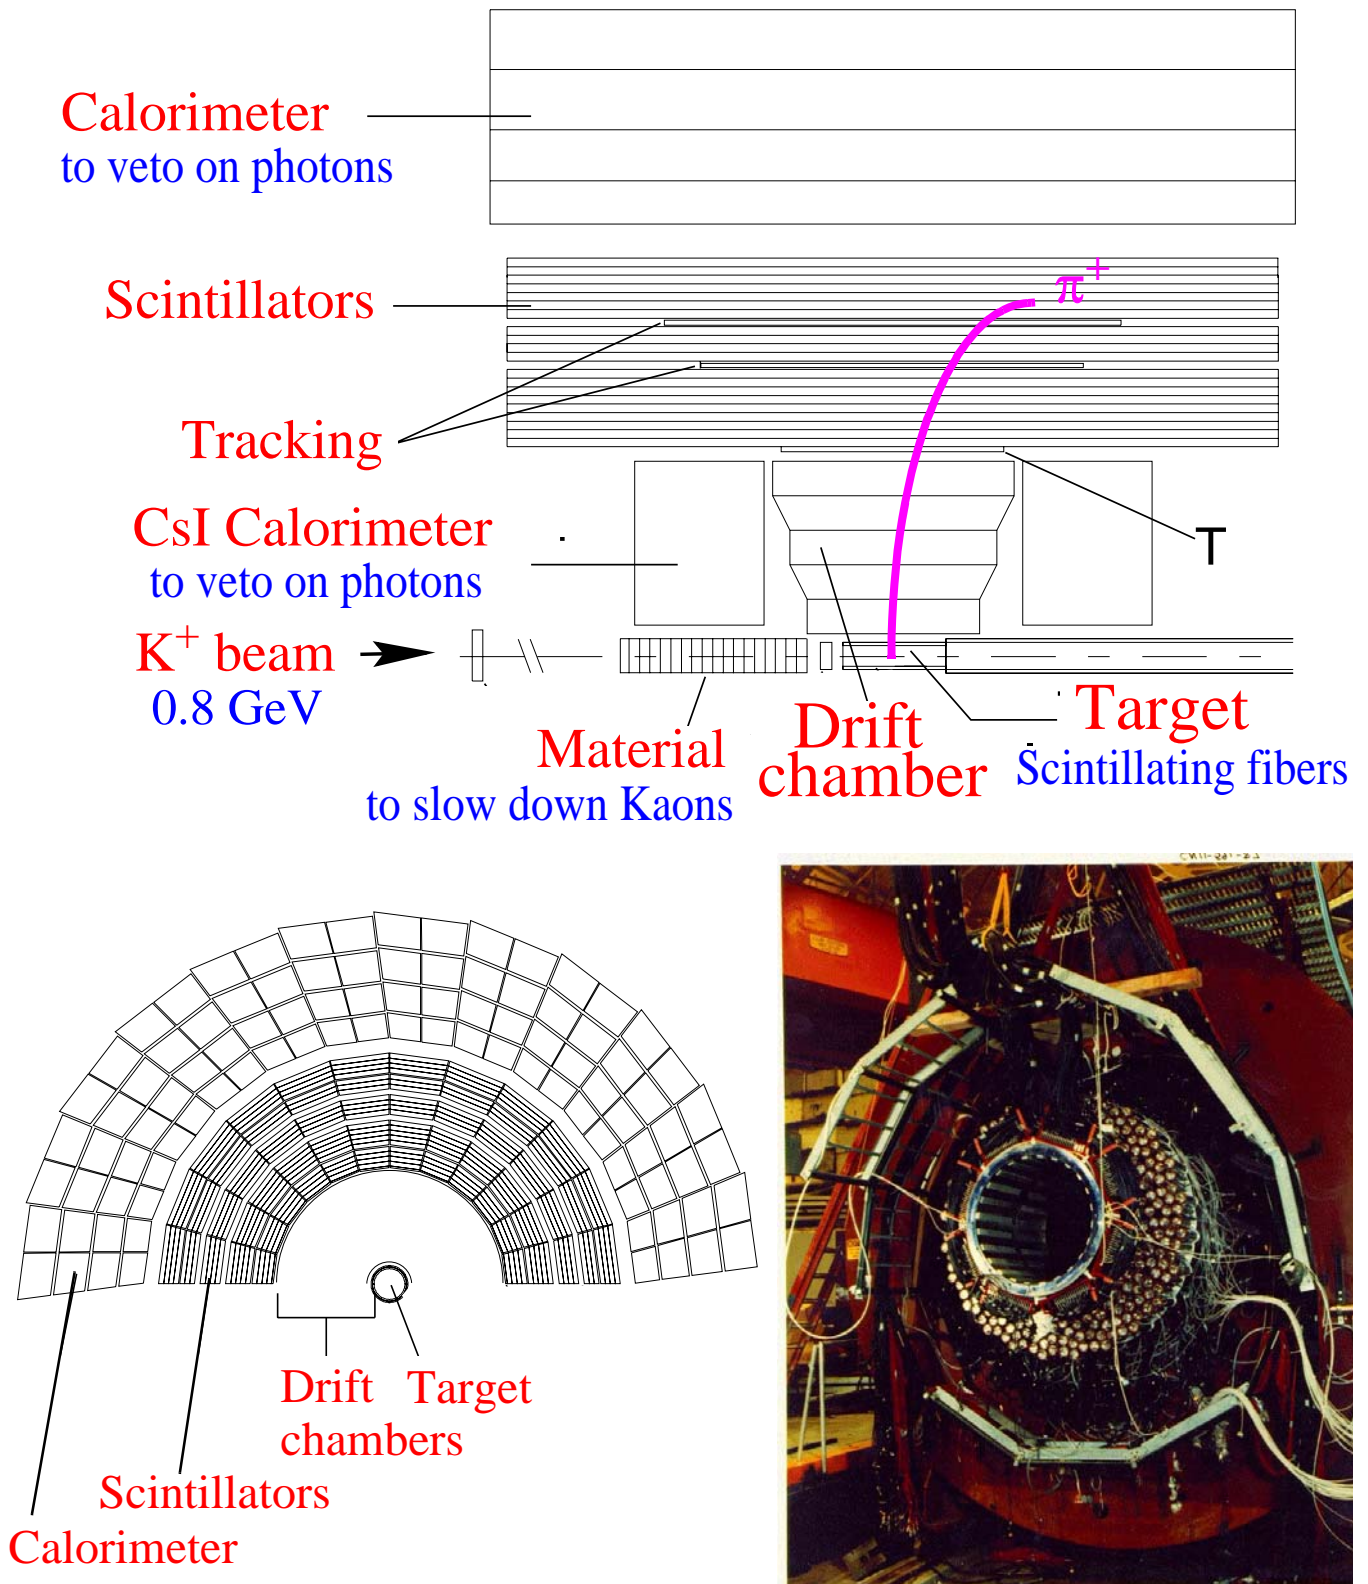 Calorimeter
to veto on photons
Scintillators
π+
Tracking
CsI Calorimeter
to veto on photons
T
K+ beam
0.8 GeV
Material
to slow down Kaons
Drift
chamber
Target
Scintillating fibers
Drift
chambers
Target
Scintillators
Calorimeter